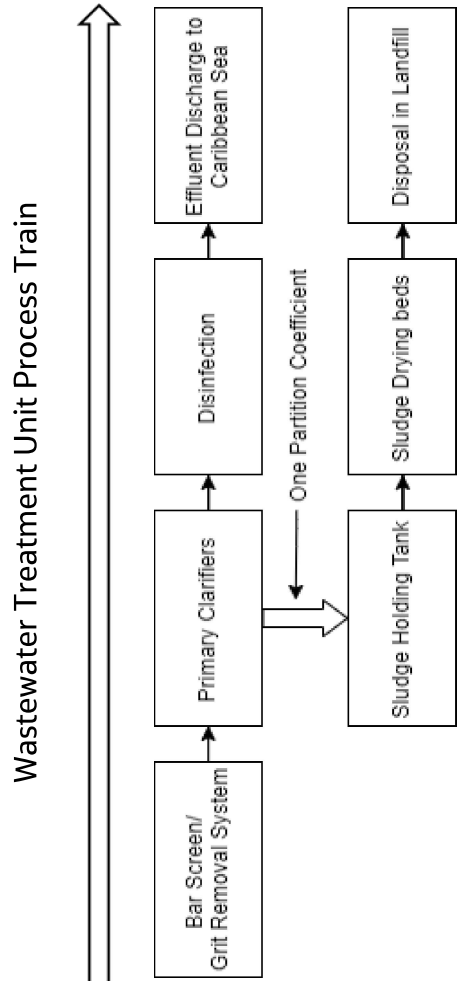 Wastewater Treatment Unit Process Train
Bar Screen/
Grit Removal System
Primary Clarifiers
Disinfection
Effluent Discharge to
Caribbean Sea
One Partition Coefficient
Sludge Holding Tank
Sludge Drying beds
Disposal in Landfill